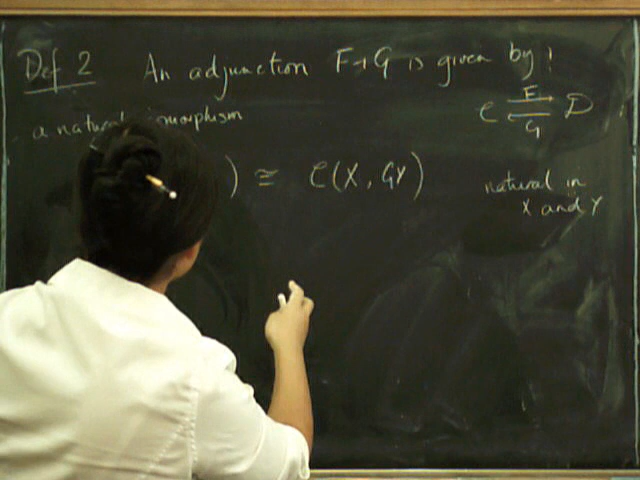 Def 2 An adjunction F ⊣ G is given by !
C ⇄ D
F
G
a natural isomorphism
) ≅ C(X, GY)
natural in
X and Y